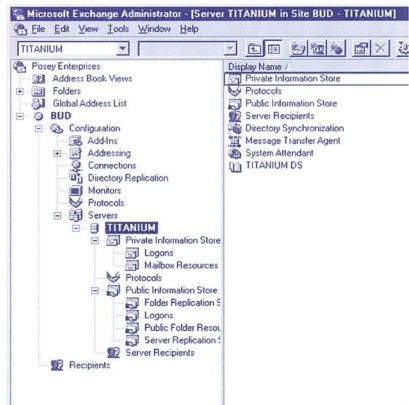 Microsoft Exchange Administrator - [Server TITANIUM in Site BUD - TITANIUM]
File Edit View Tools Window Help
TITANIUM
Posey Enterprises
Address Book Views
Folders
Global Address List
BUD
Configuration
Add-Ins
Addressing
Connections
Directory Replication
Monitors
Protocols
Servers
TITANIUM
Private Information Store
Logons
Mailbox Resources
Protocols
Public Information Store
Folder Replication S
Logons
Public Folder Resou
Server Replication S
Server Recipients
Recipients
Display Name /
Private Information Store
Protocols
Public Information Store
Server Recipients
Directory Synchronization
Message Transfer Agent
System Attendant
TITANIUM DS